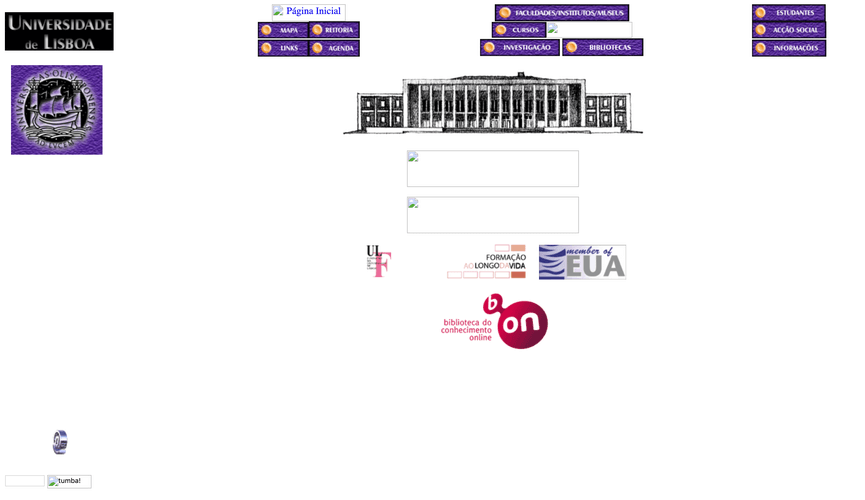 UNIVERSIDADE
de LISBOA
Página Inicial
MAPA
REITORIA
LINKS
AGENDA
FACULDADES/INSTITUTOS/MUSEUS
CURSOS
INVESTIGAÇÃO
BIBLIOTECAS
ESTUDANTES
ACÇÃO SOCIAL
INFORMAÇÕES
UL
F
FORMAÇÃO
AO LONGO DA VIDA
member of
EUA
b on
biblioteca do
conhecimento
online
tumba!